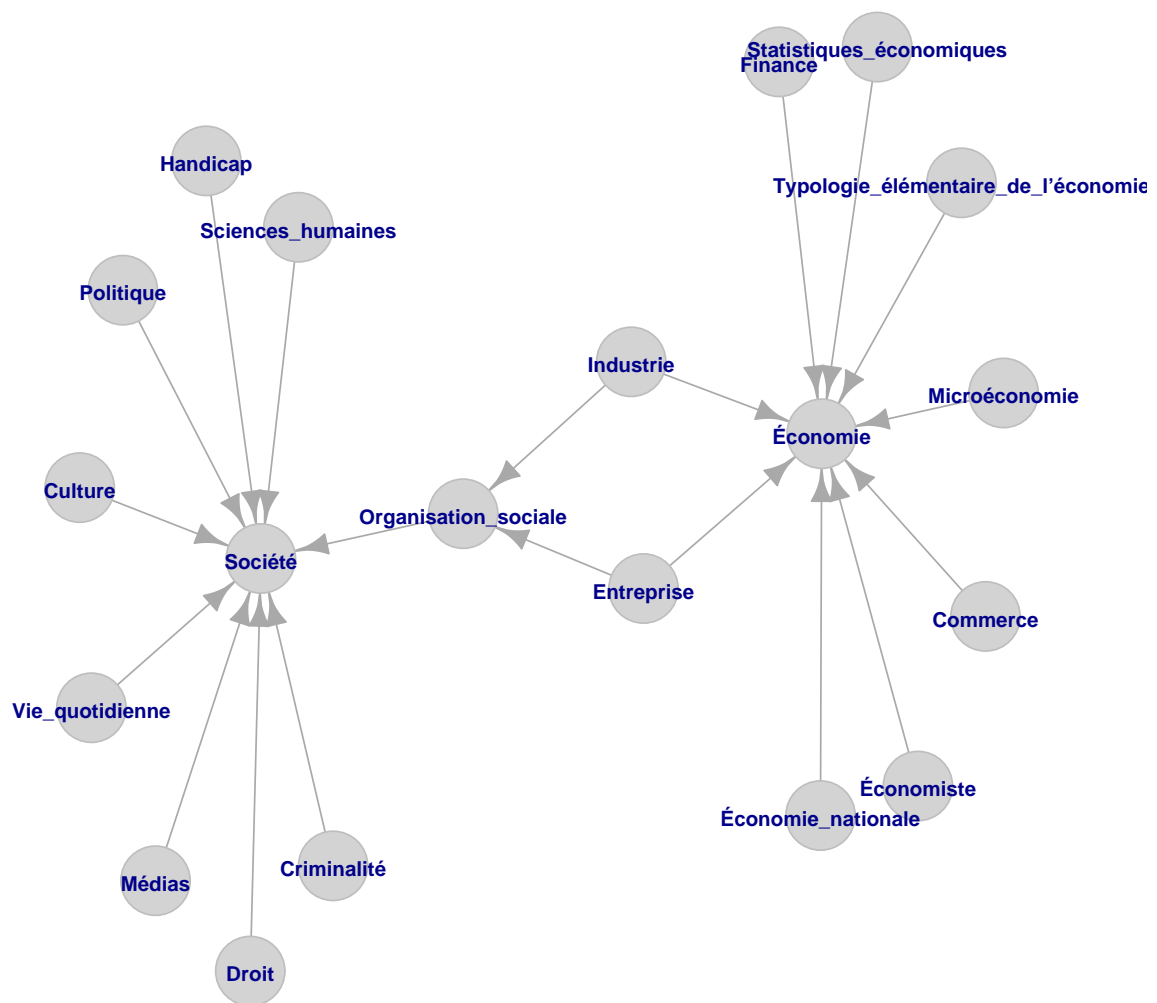 Statistiques_économiques
Finance
Handicap
Typologie_élémentaire_de_l’économie
Sciences_humaines
Politique
Industrie
Microéconomie
Économie
Culture
Organisation_sociale
Société
Entreprise
Commerce
Vie_quotidienne
Économiste
Économie_nationale
Criminalité
Médias
Droit